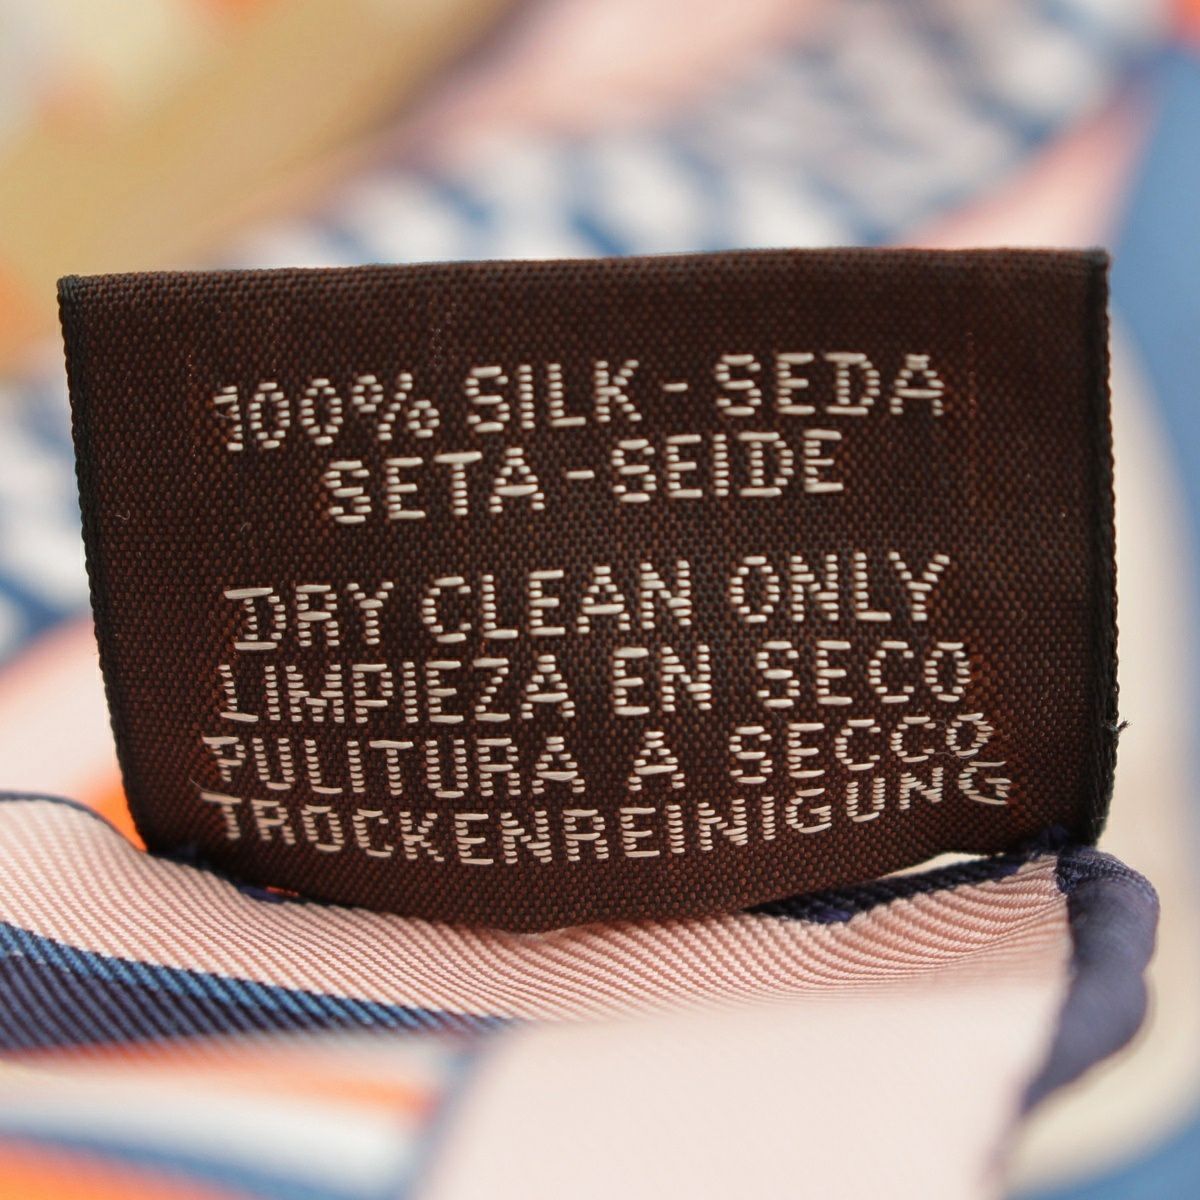 100% SILK - SEDA
SETA - SEIDE
DRY CLEAN ONLY
LIMPIEZA EN SECO
PULITURA A SECCO
TROCKENREINIGUNG